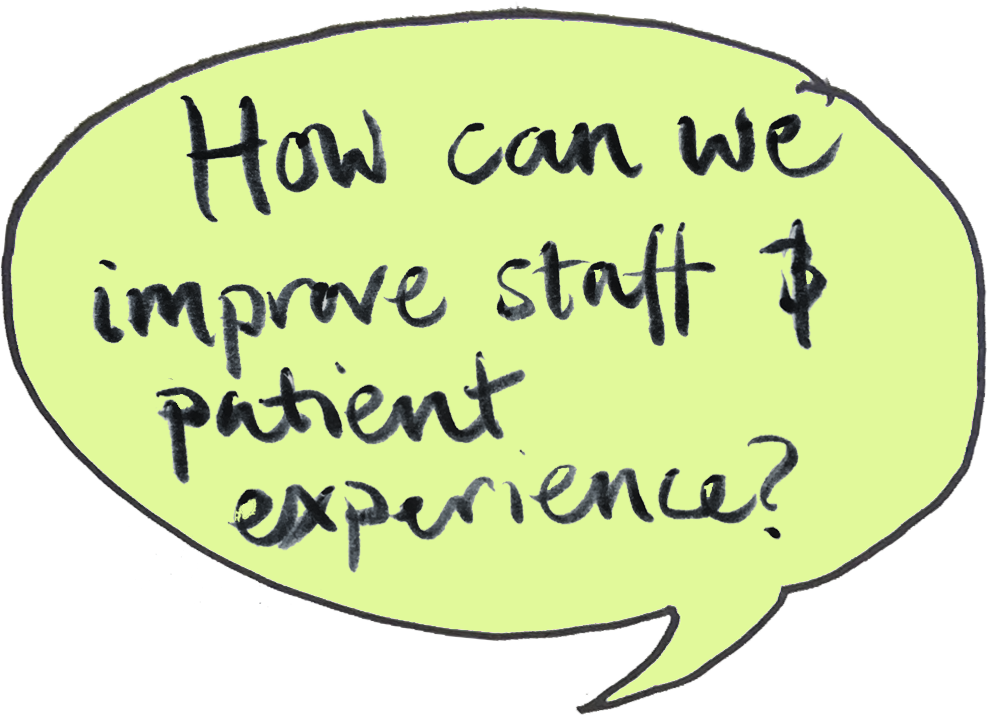 How can we
improve staff &
patient
experience?